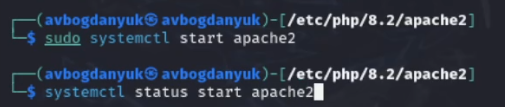 ┌──(avbogdanyuk㉿avbogdanyuk)-[/etc/php/8.2/apache2]
└─$ sudo systemctl start apache2
┌──(avbogdanyuk㉿avbogdanyuk)-[/etc/php/8.2/apache2]
└─$ systemctl status start apache2